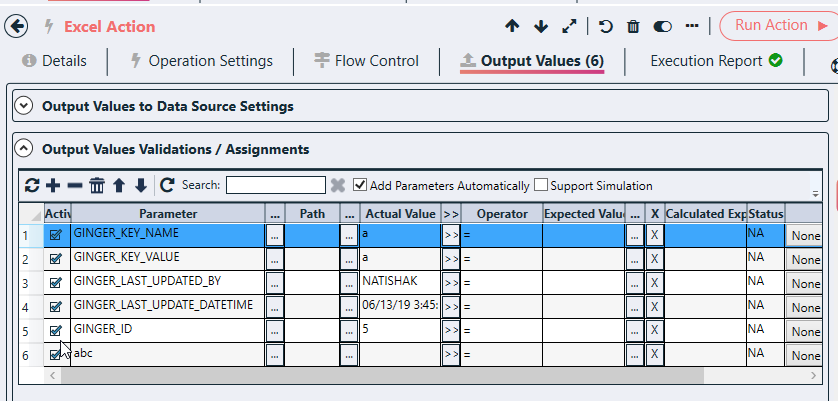 Excel Action
... Run Action
Details Operation Settings Flow Control Output Values (6) Execution Report
Output Values to Data Source Settings
Output Values Validations / Assignments
Search: Add Parameters Automatically Support Simulation
Activ Parameter ... Path ... Actual Value >> Operator Expected Valu ... X Calculated Exp Status
1 GINGER_KEY_NAME ... ... a >> = ... X NA None
2 GINGER_KEY_VALUE ... ... a >> = ... X NA None
3 GINGER_LAST_UPDATED_BY ... ... NATISHAK >> = ... X NA None
4 GINGER_LAST_UPDATE_DATETIME ... ... 06/13/19 3:45: >> = ... X NA None
5 GINGER_ID ... ... 5 >> = ... X NA None
6 abc ... ... >> = ... X NA None